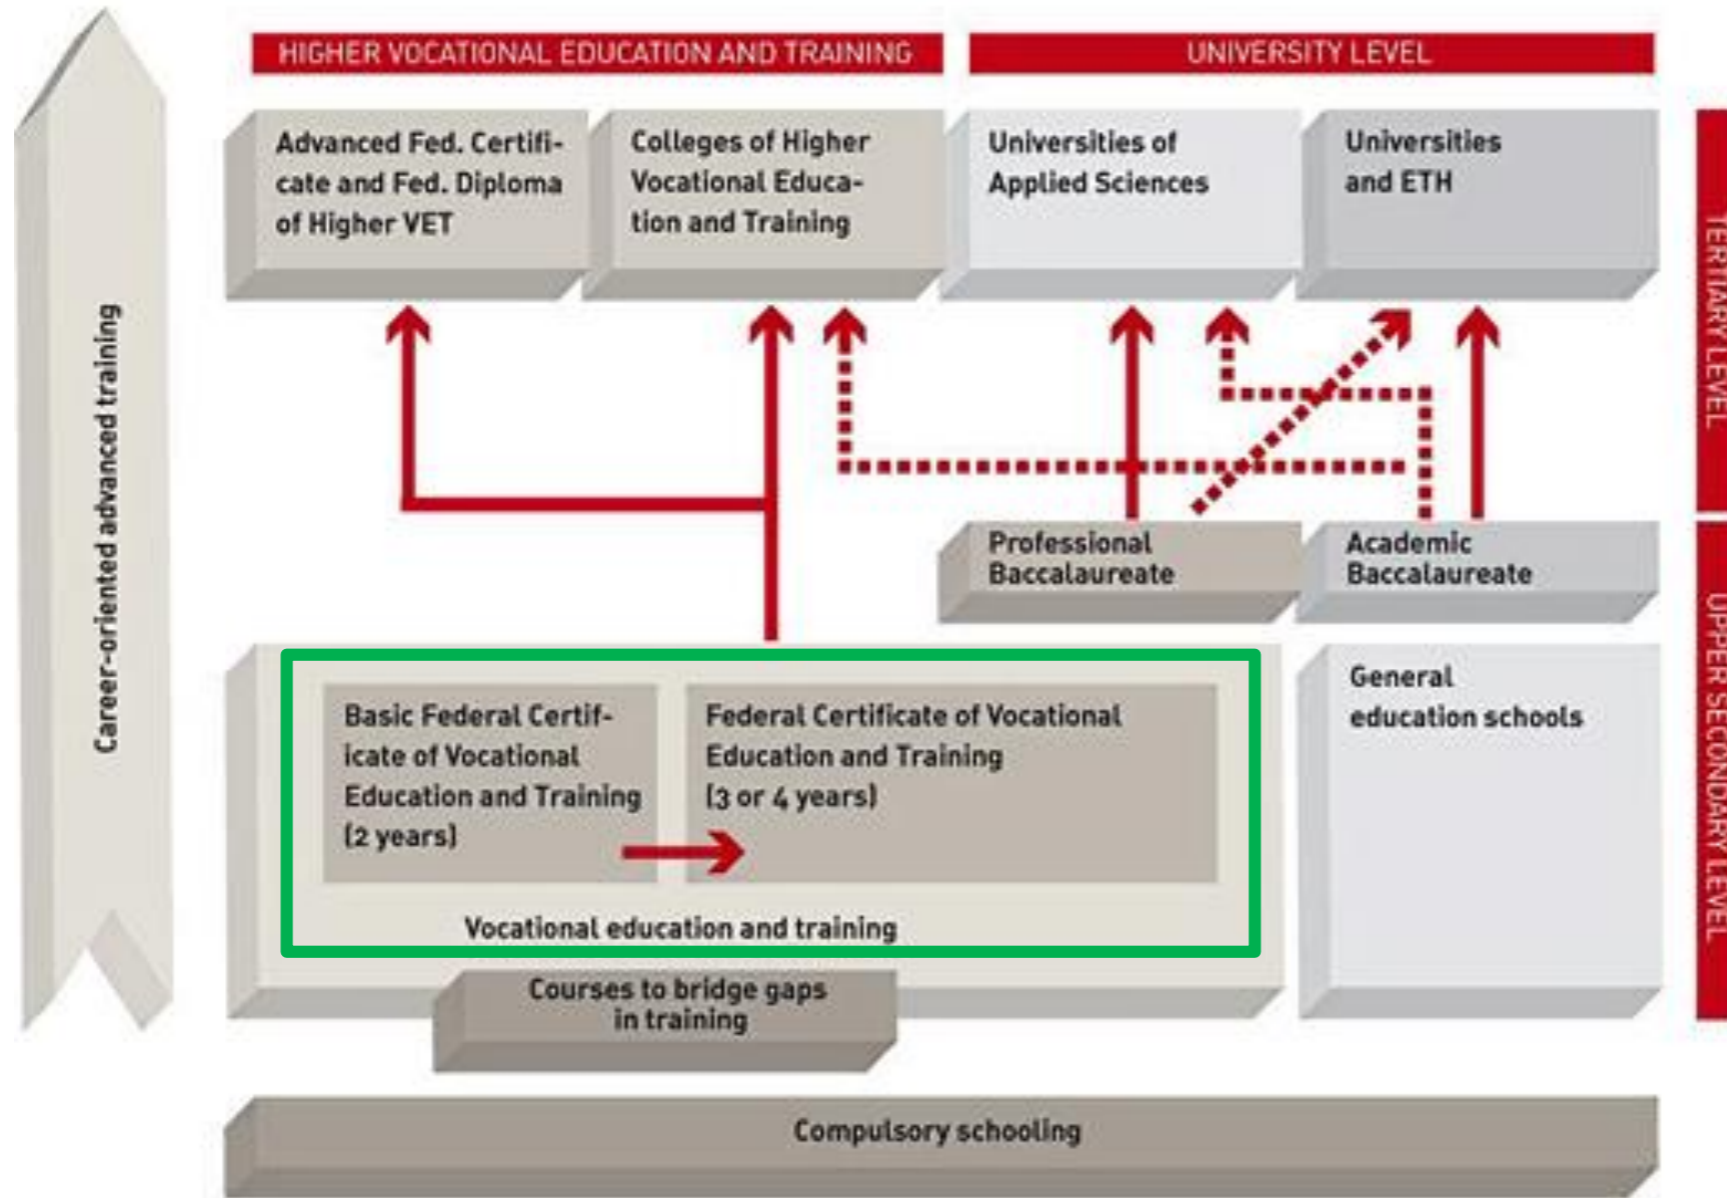 HIGHER VOCATIONAL EDUCATION AND TRAINING
UNIVERSITY LEVEL
Advanced Fed. Certifi-
cate and Fed. Diploma
of Higher VET
Colleges of Higher
Vocational Educa-
tion and Training
Universities of
Applied Sciences
Universities
and ETH
TERTIARY LEVEL
Career-oriented advanced training
Professional
Baccalaureate
Academic
Baccalaureate
UPPER SECONDARY LEVEL
Basic Federal Certif-
icate of Vocational
Education and Training
(2 years)
Federal Certificate of Vocational
Education and Training
(3 or 4 years)
General
education schools
Vocational education and training
Courses to bridge gaps
in training
Compulsory schooling